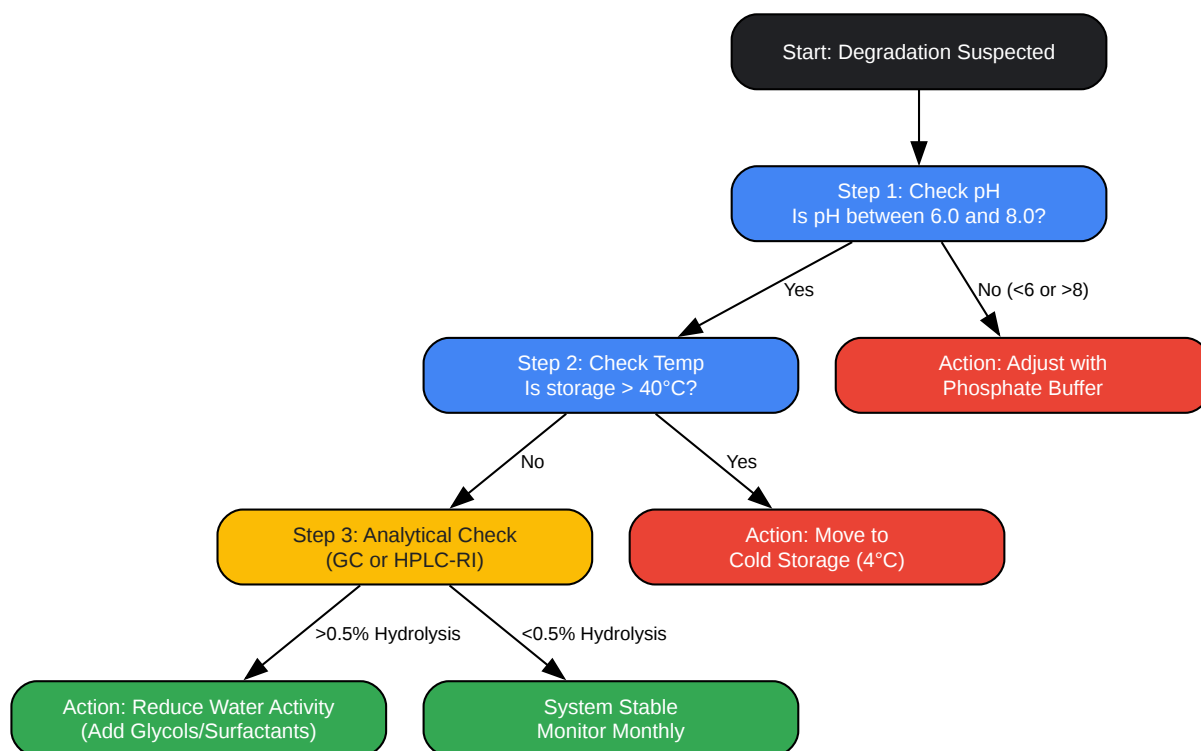 Start: Degradation Suspected
Step 1: Check pH
Is pH between 6.0 and 8.0?
Yes
No (<6 or >8)
Step 2: Check Temp
Is storage > 40°C?
Action: Adjust with
Phosphate Buffer
No
Yes
Step 3: Analytical Check
(GC or HPLC-RI)
Action: Move to
Cold Storage (4°C)
>0.5% Hydrolysis
<0.5% Hydrolysis
Action: Reduce Water Activity
(Add Glycols/Surfactants)
System Stable
Monitor Monthly